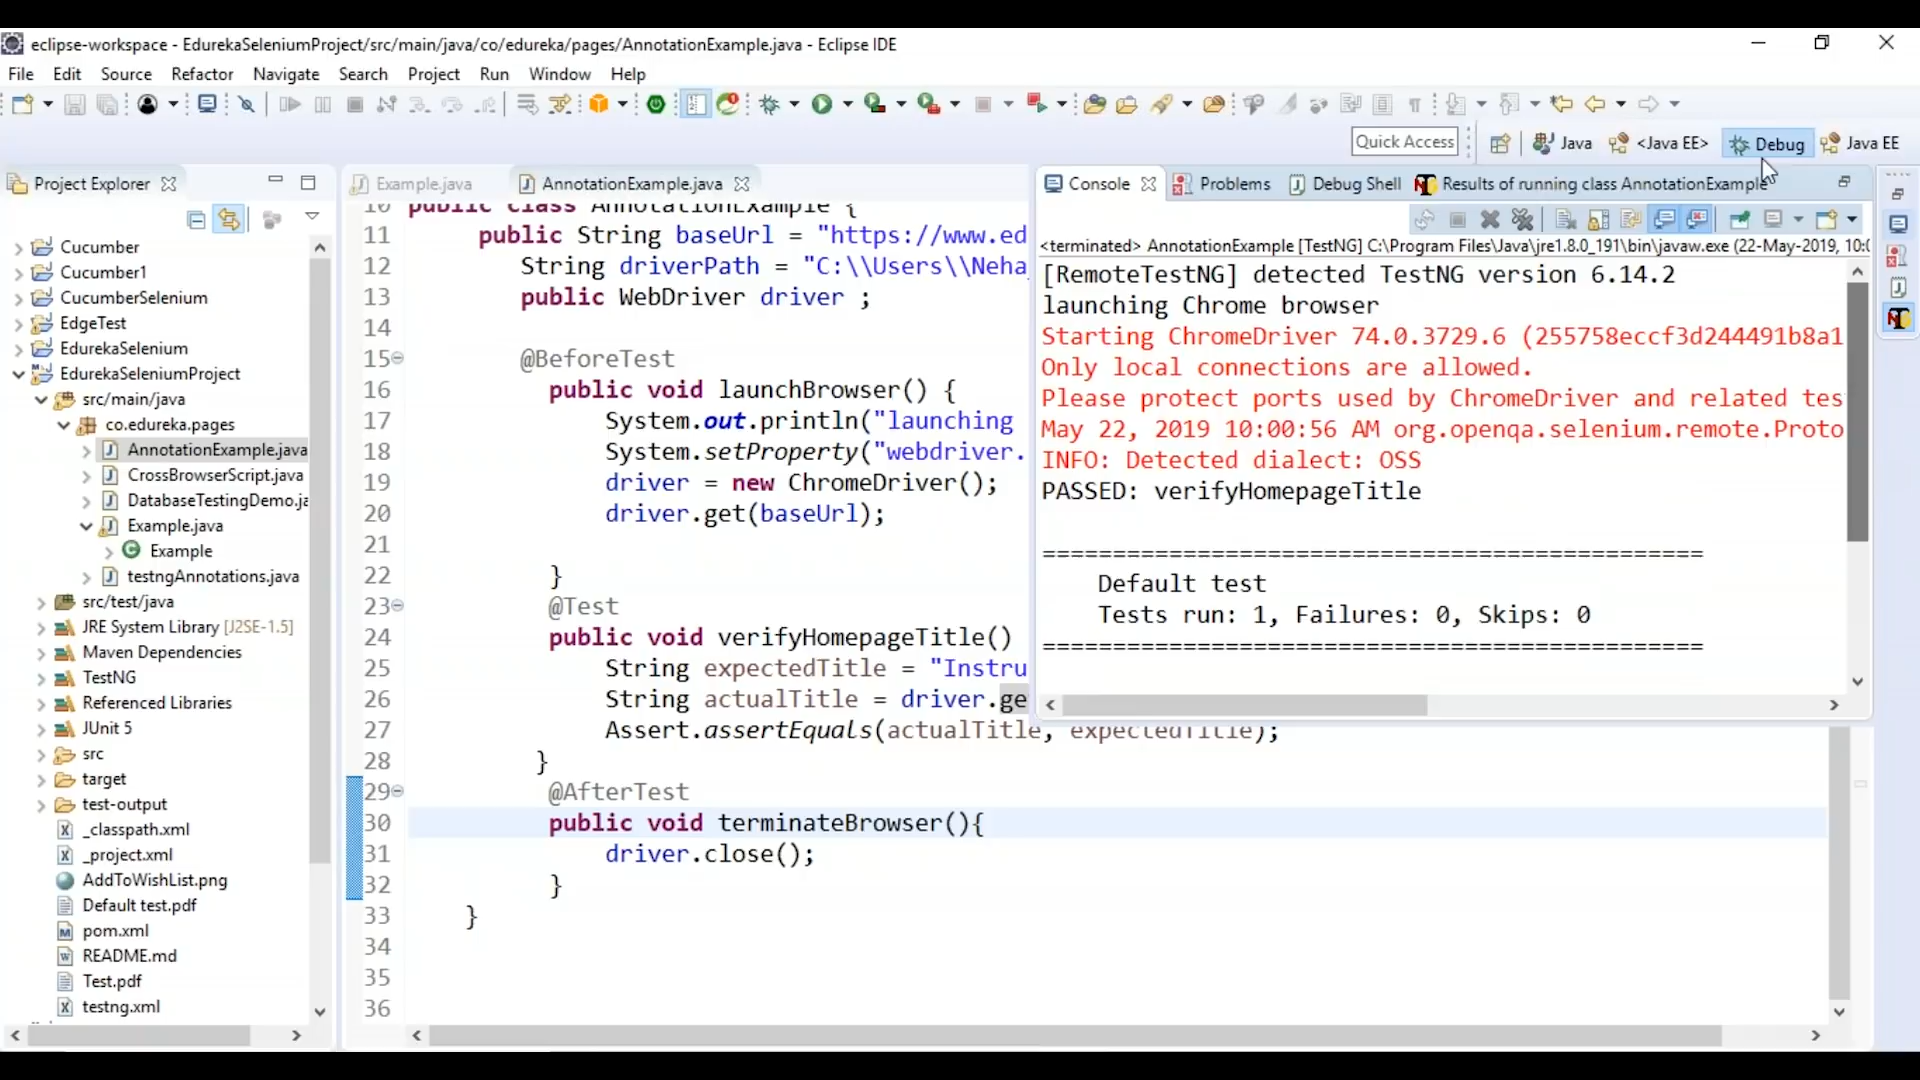 eclipse-workspace - EdurekaSeleniumProject/src/main/java/co/edureka/pages/AnnotationExample.java - Eclipse IDE
File Edit Source Refactor Navigate Search Project Run Window Help
Quick Access Java <Java EE> Debug Java EE
Project Explorer
Cucumber
Cucumber1
CucumberSelenium
EdgeTest
EdurekaSelenium
EdurekaSeleniumProject
src/main/java
co.edureka.pages
AnnotationExample.java
CrossBrowserScript.java
DatabaseTestingDemo.ja
Example.java
Example
testngAnnotations.java
src/test/java
JRE System Library [J2SE-1.5]
Maven Dependencies
TestNG
Referenced Libraries
JUnit 5
src
target
test-output
_classpath.xml
_project.xml
AddToWishList.png
Default test.pdf
pom.xml
README.md
Test.pdf
testng.xml
Example.java AnnotationExample.java
10 public class AnnotationExample {
11 public String baseUrl = "https://www.ed
12 String driverPath = "C:\\Users\\Neha
13 public WebDriver driver ;
14
15 @BeforeTest
16 public void launchBrowser() {
17 System.out.println("launching
18 System.setProperty("webdriver.
19 driver = new ChromeDriver();
20 driver.get(baseUrl);
21
22 }
23 @Test
24 public void verifyHomepageTitle()
25 String expectedTitle = "Instru
26 String actualTitle = driver.ge
27 Assert.assertEquals(actualTitle, expectedTitle);
28 }
29 @AfterTest
30 public void terminateBrowser(){
31 driver.close();
32 }
33 }
34
35
36
Console Problems Debug Shell Results of running class AnnotationExample
<terminated> AnnotationExample [TestNG] C:\Program Files\Java\jre1.8.0_191\bin\javaw.exe (22-May-2019, 10:0
[RemoteTestNG] detected TestNG version 6.14.2
launching Chrome browser
Starting ChromeDriver 74.0.3729.6 (255758eccf3d244491b8a1
Only local connections are allowed.
Please protect ports used by ChromeDriver and related tes
May 22, 2019 10:00:56 AM org.openqa.selenium.remote.Proto
INFO: Detected dialect: OSS
PASSED: verifyHomepageTitle
===============================================
Default test
Tests run: 1, Failures: 0, Skips: 0
===============================================